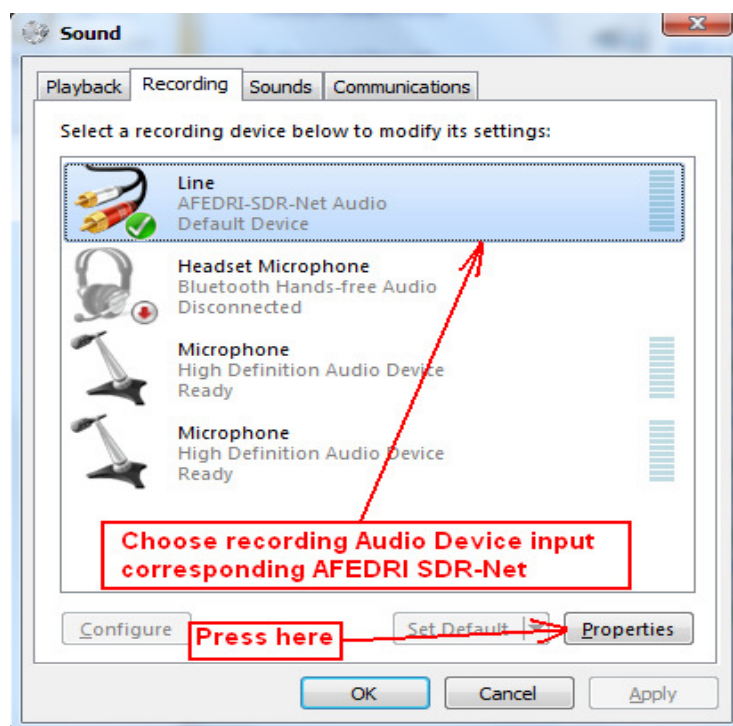 Sound
Playback Recording Sounds Communications
Select a recording device below to modify its settings:
Line
AFEDRI-SDR-Net Audio
Default Device
Headset Microphone
Bluetooth Hands-free Audio
Disconnected
Microphone
High Definition Audio Device
Ready
Microphone
High Definition Audio Device
Ready
Choose recording Audio Device input
corresponding AFEDRI SDR-Net
Configure Press here Set Default Properties
OK Cancel Apply